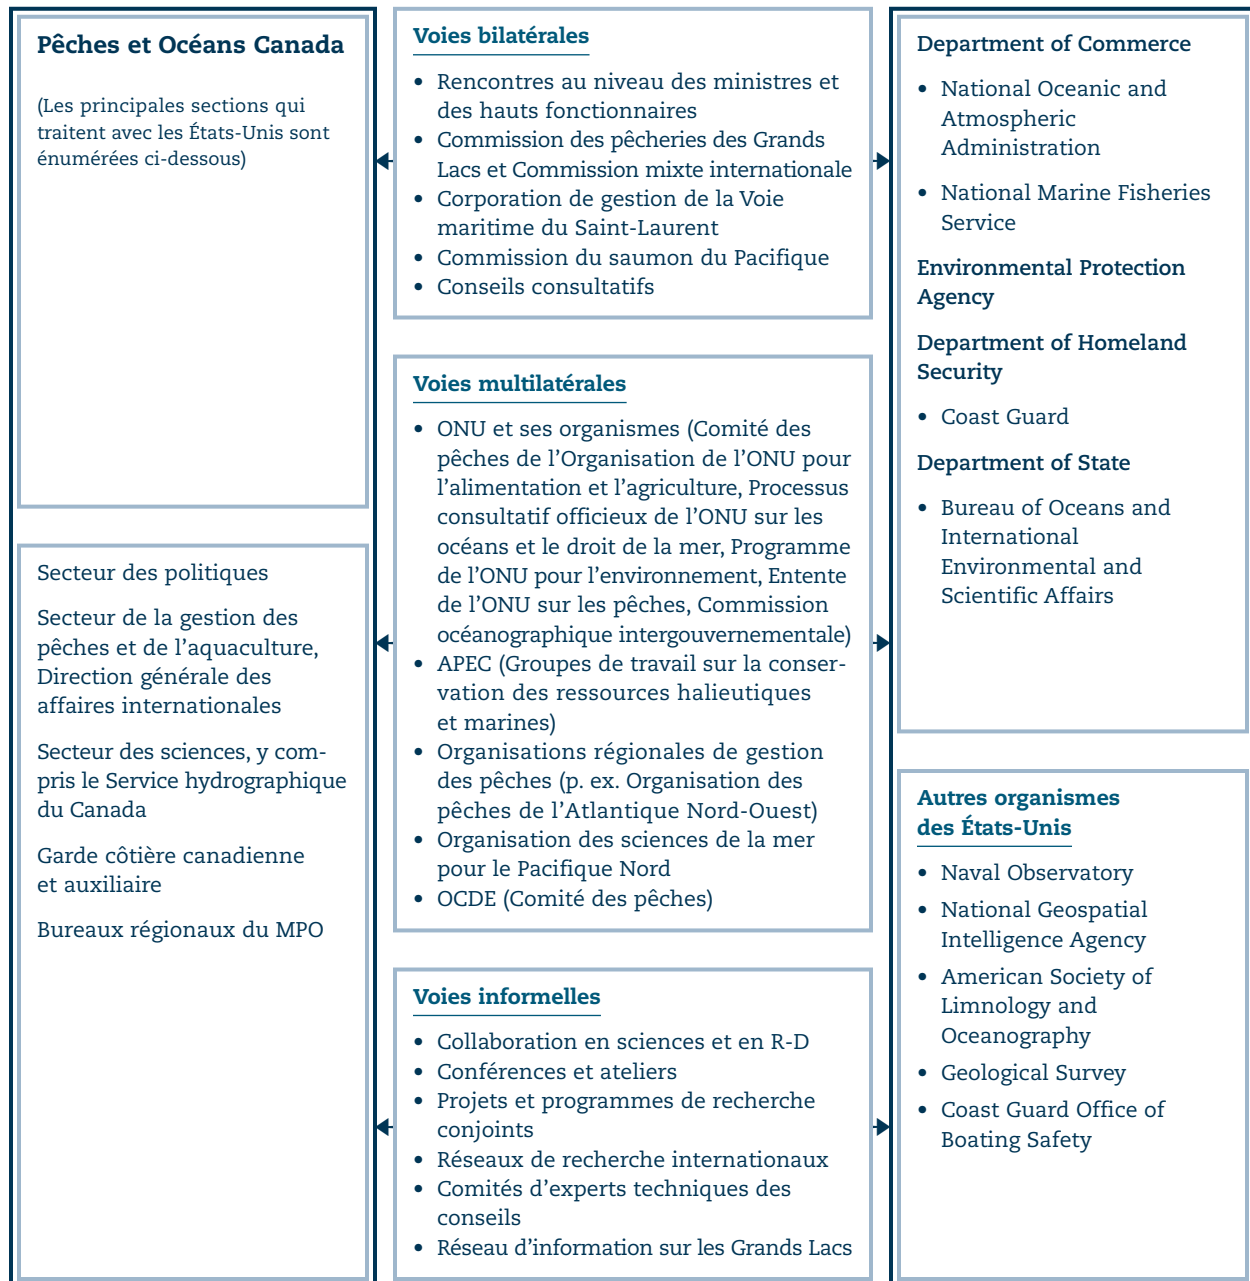 Pêches et Océans Canada
(Les principales sections qui
traitent avec les États-Unis sont
énumérées ci-dessous)
Secteur des politiques
Secteur de la gestion des
pêches et de l'aquaculture,
Direction générale des
affaires internationales
Secteur des sciences, y com-
pris le Service hydrographique
du Canada
Garde côtière canadienne
et auxiliaire
Bureaux régionaux du MPO
Voies bilatérales
• Rencontres au niveau des ministres et
des hauts fonctionnaires
• Commission des pêcheries des Grands
Lacs et Commission mixte internationale
• Corporation de gestion de la Voie
maritime du Saint-Laurent
• Commission du saumon du Pacifique
• Conseils consultatifs
Voies multilatérales
• ONU et ses organismes (Comité des
pêches de l'Organisation de l'ONU pour
l'alimentation et l'agriculture, Processus
consultatif officieux de l'ONU sur les
océans et le droit de la mer, Programme
de l'ONU pour l'environnement, Entente
de l'ONU sur les pêches, Commission
océanographique intergouvernementale)
• APEC (Groupes de travail sur la conser-
vation des ressources halieutiques
et marines)
• Organisations régionales de gestion
des pêches (p. ex. Organisation des
pêches de l'Atlantique Nord-Ouest)
• Organisation des sciences de la mer
pour le Pacifique Nord
• OCDE (Comité des pêches)
Voies informelles
• Collaboration en sciences et en R-D
• Conférences et ateliers
• Projets et programmes de recherche
conjoints
• Réseaux de recherche internationaux
• Comités d'experts techniques des
conseils
• Réseau d'information sur les Grands Lacs
Department of Commerce
• National Oceanic and
Atmospheric
Administration
• National Marine Fisheries
Service
Environmental Protection
Agency
Department of Homeland
Security
• Coast Guard
Department of State
• Bureau of Oceans and
International
Environmental and
Scientific Affairs
Autres organismes
des États-Unis
• Naval Observatory
• National Geospatial
Intelligence Agency
• American Society of
Limnology and
Oceanography
• Geological Survey
• Coast Guard Office of
Boating Safety